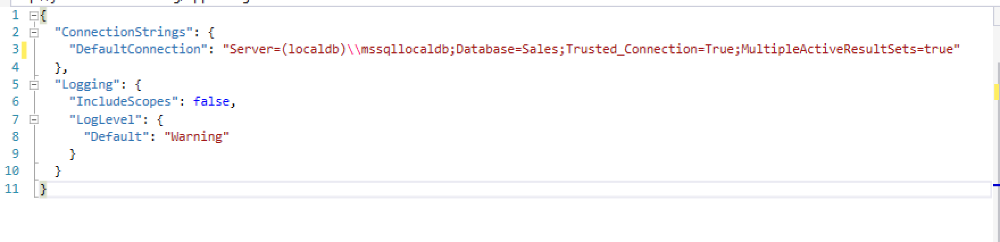 1 {
2 "ConnectionStrings": {
3 "DefaultConnection": "Server=(localdb)\\mssqllocaldb;Database=Sales;Trusted_Connection=True;MultipleActiveResultSets=true"
4 },
5 "Logging": {
6 "IncludeScopes": false,
7 "LogLevel": {
8 "Default": "Warning"
9 }
10 }
11 }